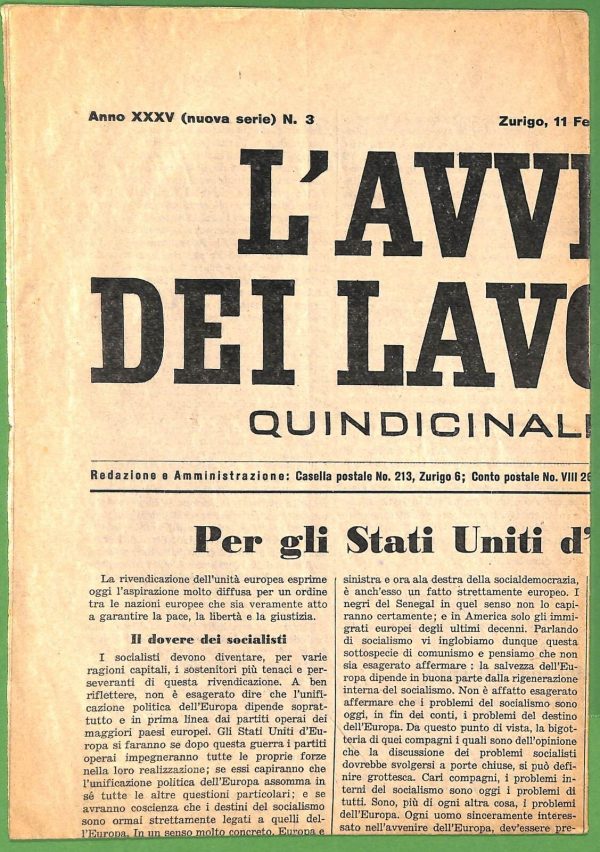 Anno XXXV (nuova serie) N. 3
Zurigo, 11 Fe
L'AVVE
DEI LAVO
QUINDICINALE
Redazione e Amministrazione: Casella postale No. 213, Zurigo 6; Conto postale No. VIII 26
Per gli Stati Uniti d'
La rivendicazione dell'unità europea esprime
oggi l'aspirazione molto diffusa per un ordine
tra le nazioni europee che sia veramente atto
a garantire la pace, la libertà e la giustizia.
Il dovere dei socialisti
I socialisti devono diventare, per varie
ragioni capitali, i sostenitori più tenaci e per-
severanti di questa rivendicazione. A ben
riflettere, non è esagerato dire che l'unifi-
cazione politica dell'Europa dipende soprat-
tutto e in prima linea dai partiti operai dei
maggiori paesi europei. Gli Stati Uniti d'Eu-
ropa si faranno se dopo questa guerra i partiti
operai impegneranno tutte le proprie forze
nella loro realizzazione; se essi capiranno che
l'unificazione politica dell'Europa assomma in
sé tutte le altre questioni particolari; e se
avranno coscienza che i destini del socialismo
sono ormai strettamente legati a quelli del-
l'Europa. In un senso molto concreto, Europa e
sinistra e ora ala destra della socialdemocrazia,
è anch'esso un fatto strettamente europeo. I
negri del Senegal in quel senso non lo capi-
ranno certamente; e in America solo gli immi-
grati europei degli ultimi decenni. Parlando
di socialismo vi inglobiamo dunque questa
sottospecie di comunismo e pensiamo che non
sia esagerato affermare : la salvezza dell'Eu-
ropa dipende in buona parte dalla rigenerazione
interna del socialismo. Non è affatto esagerato
affermare che i problemi del socialismo sono
oggi, in fin dei conti, i problemi del destino
dell'Europa. Da questo punto di vista, la bigot-
teria di quei compagni i quali sono dell'opinione
che la discussione dei problemi socialisti
dovrebbe svolgersi a porte chiuse, si può defi-
nire grottesca. Cari compagni, i problemi in-
terni del socialismo sono oggi i problemi di
tutti. Sono, più di ogni altra cosa, i problemi
dell'Europa. Ogni uomo sinceramente interes-
sato nell'avvenire dell'Europa, dev'essere pre-